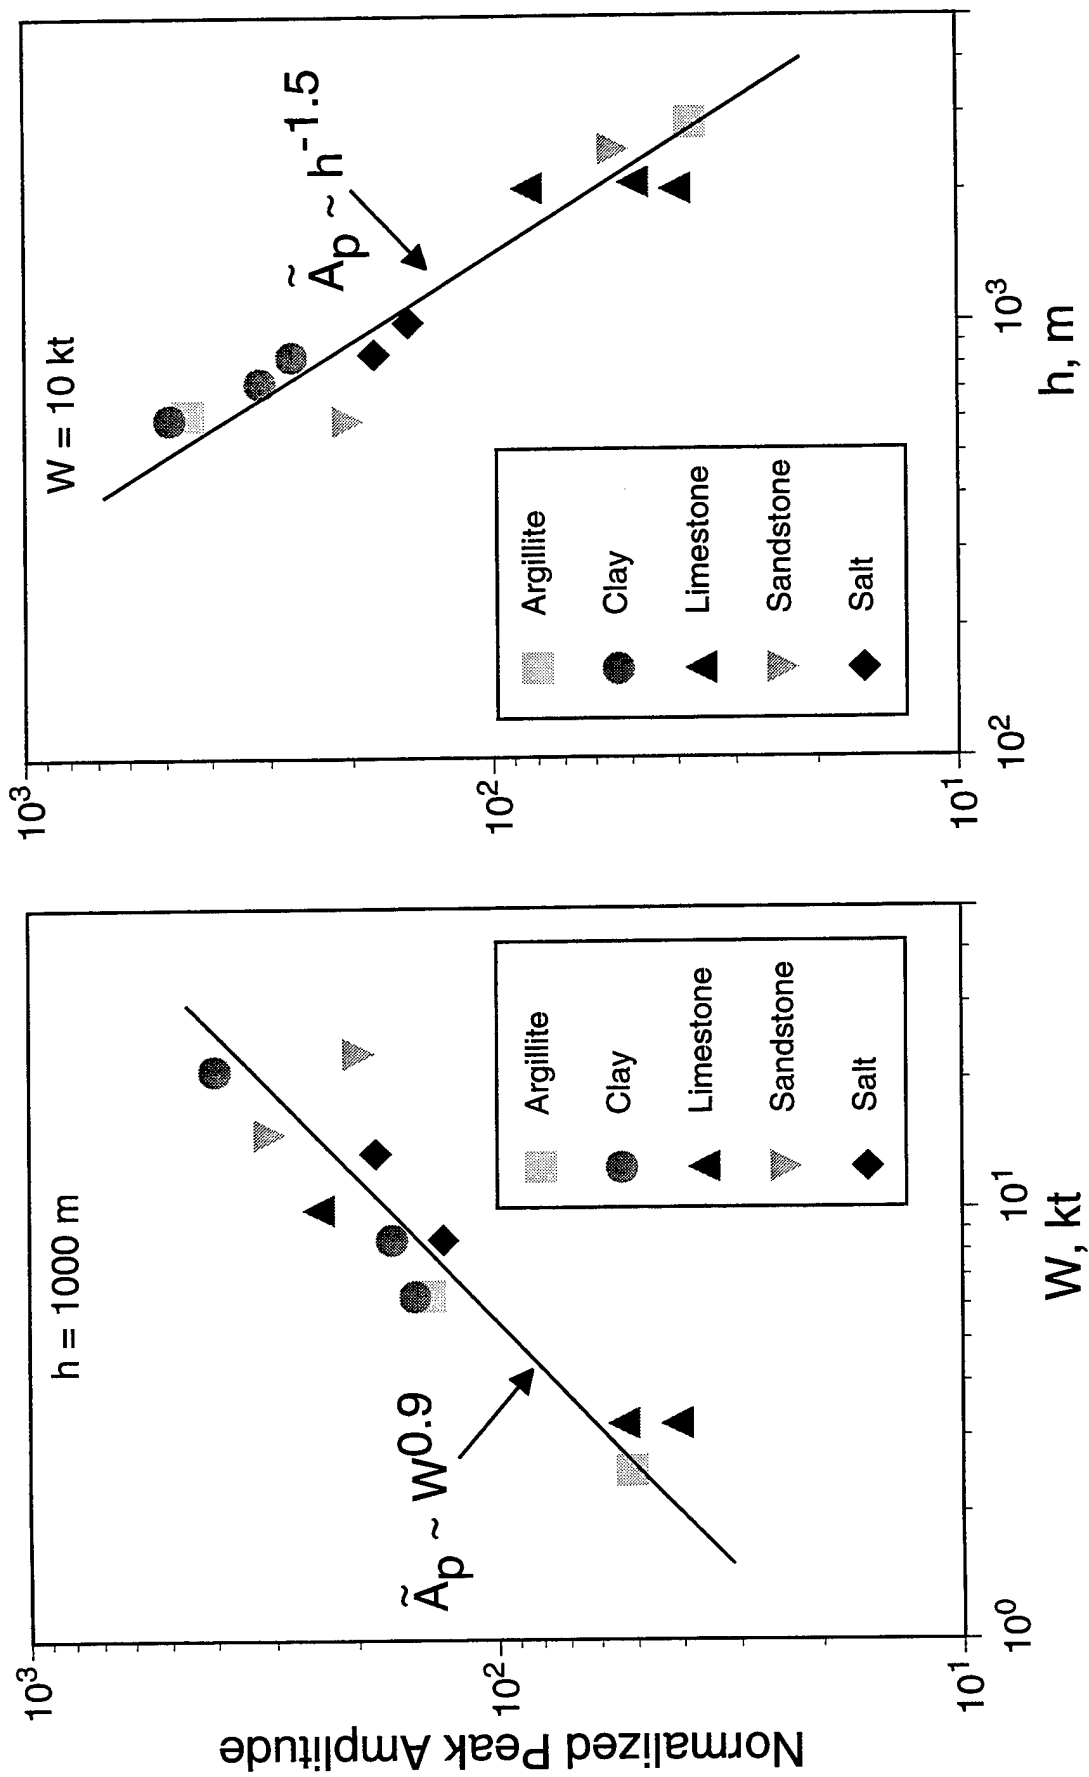 Normalized Peak Amplitude
h = 1000 m
Ãp ~ W^0.9
10³
10²
10¹
Argillite
Clay
Limestone
Sandstone
Salt
10⁰
10¹
W, kt
W = 10 kt
Ãp ~ h^-1.5
10³
10²
10¹
Argillite
Clay
Limestone
Sandstone
Salt
10²
10³
h, m